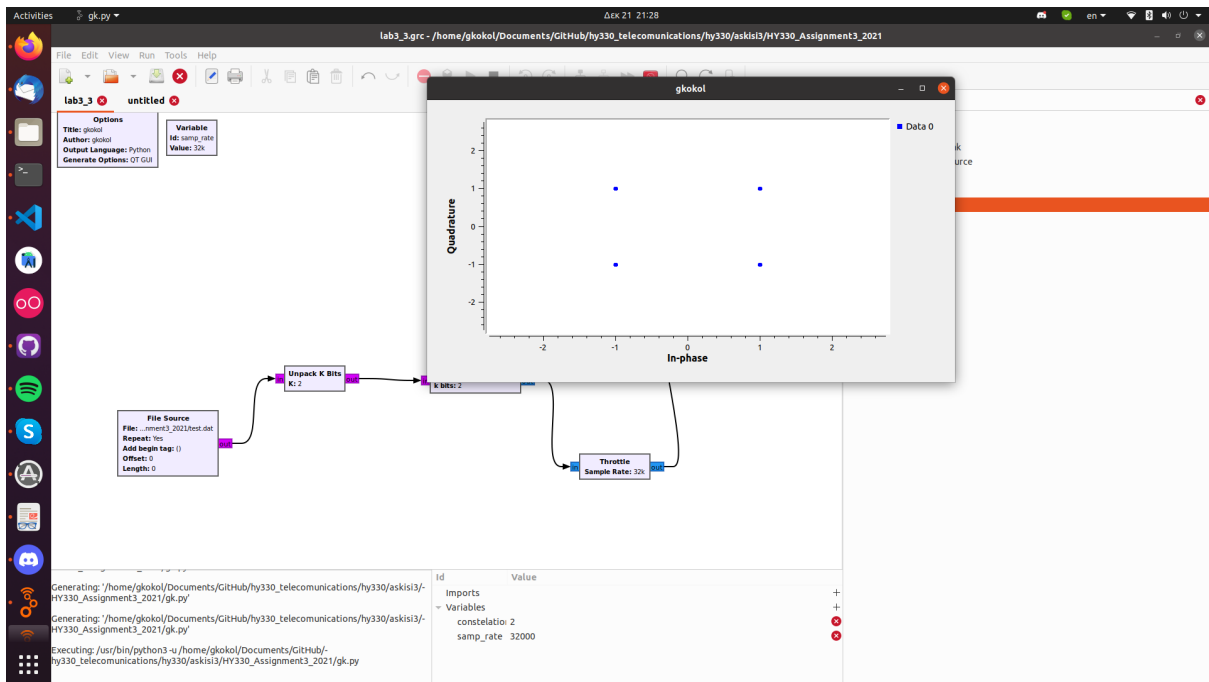 Activities
gk.py
Δεκ 21 21:28
en
lab3_3.grc - /home/gkokol/Documents/GitHub/hy330_telecomunications/hy330/askisi3/HY330_Assignment3_2021
File Edit View Run Tools Help
lab3_3
untitled
Options
Title: gkokol
Author: gkokol
Output Language: Python
Generate Options: QT GUI
Variable
Id: samp_rate
Value: 32k
gkokol
Data 0
Quadrature
2
1
0
-1
-2
-2
-1
0
1
2
In-phase
urce
Unpack K Bits
K: 2
out
k bits: 2
File Source
File: ...nment3_2021/test.dat
Repeat: Yes
Add begin tag: ()
Offset: 0
Length: 0
out
Throttle
Sample Rate: 32k
in
out
Generating: '/home/gkokol/Documents/GitHub/hy330_telecomunications/hy330/askisi3/-
HY330_Assignment3_2021/gk.py'
Generating: '/home/gkokol/Documents/GitHub/hy330_telecomunications/hy330/askisi3/-
HY330_Assignment3_2021/gk.py'
Executing: /usr/bin/python3 -u /home/gkokol/Documents/GitHub/-
hy330_telecomunications/hy330/askisi3/HY330_Assignment3_2021/gk.py
Id Value
Imports
Variables
constelatio 2
samp_rate 32000